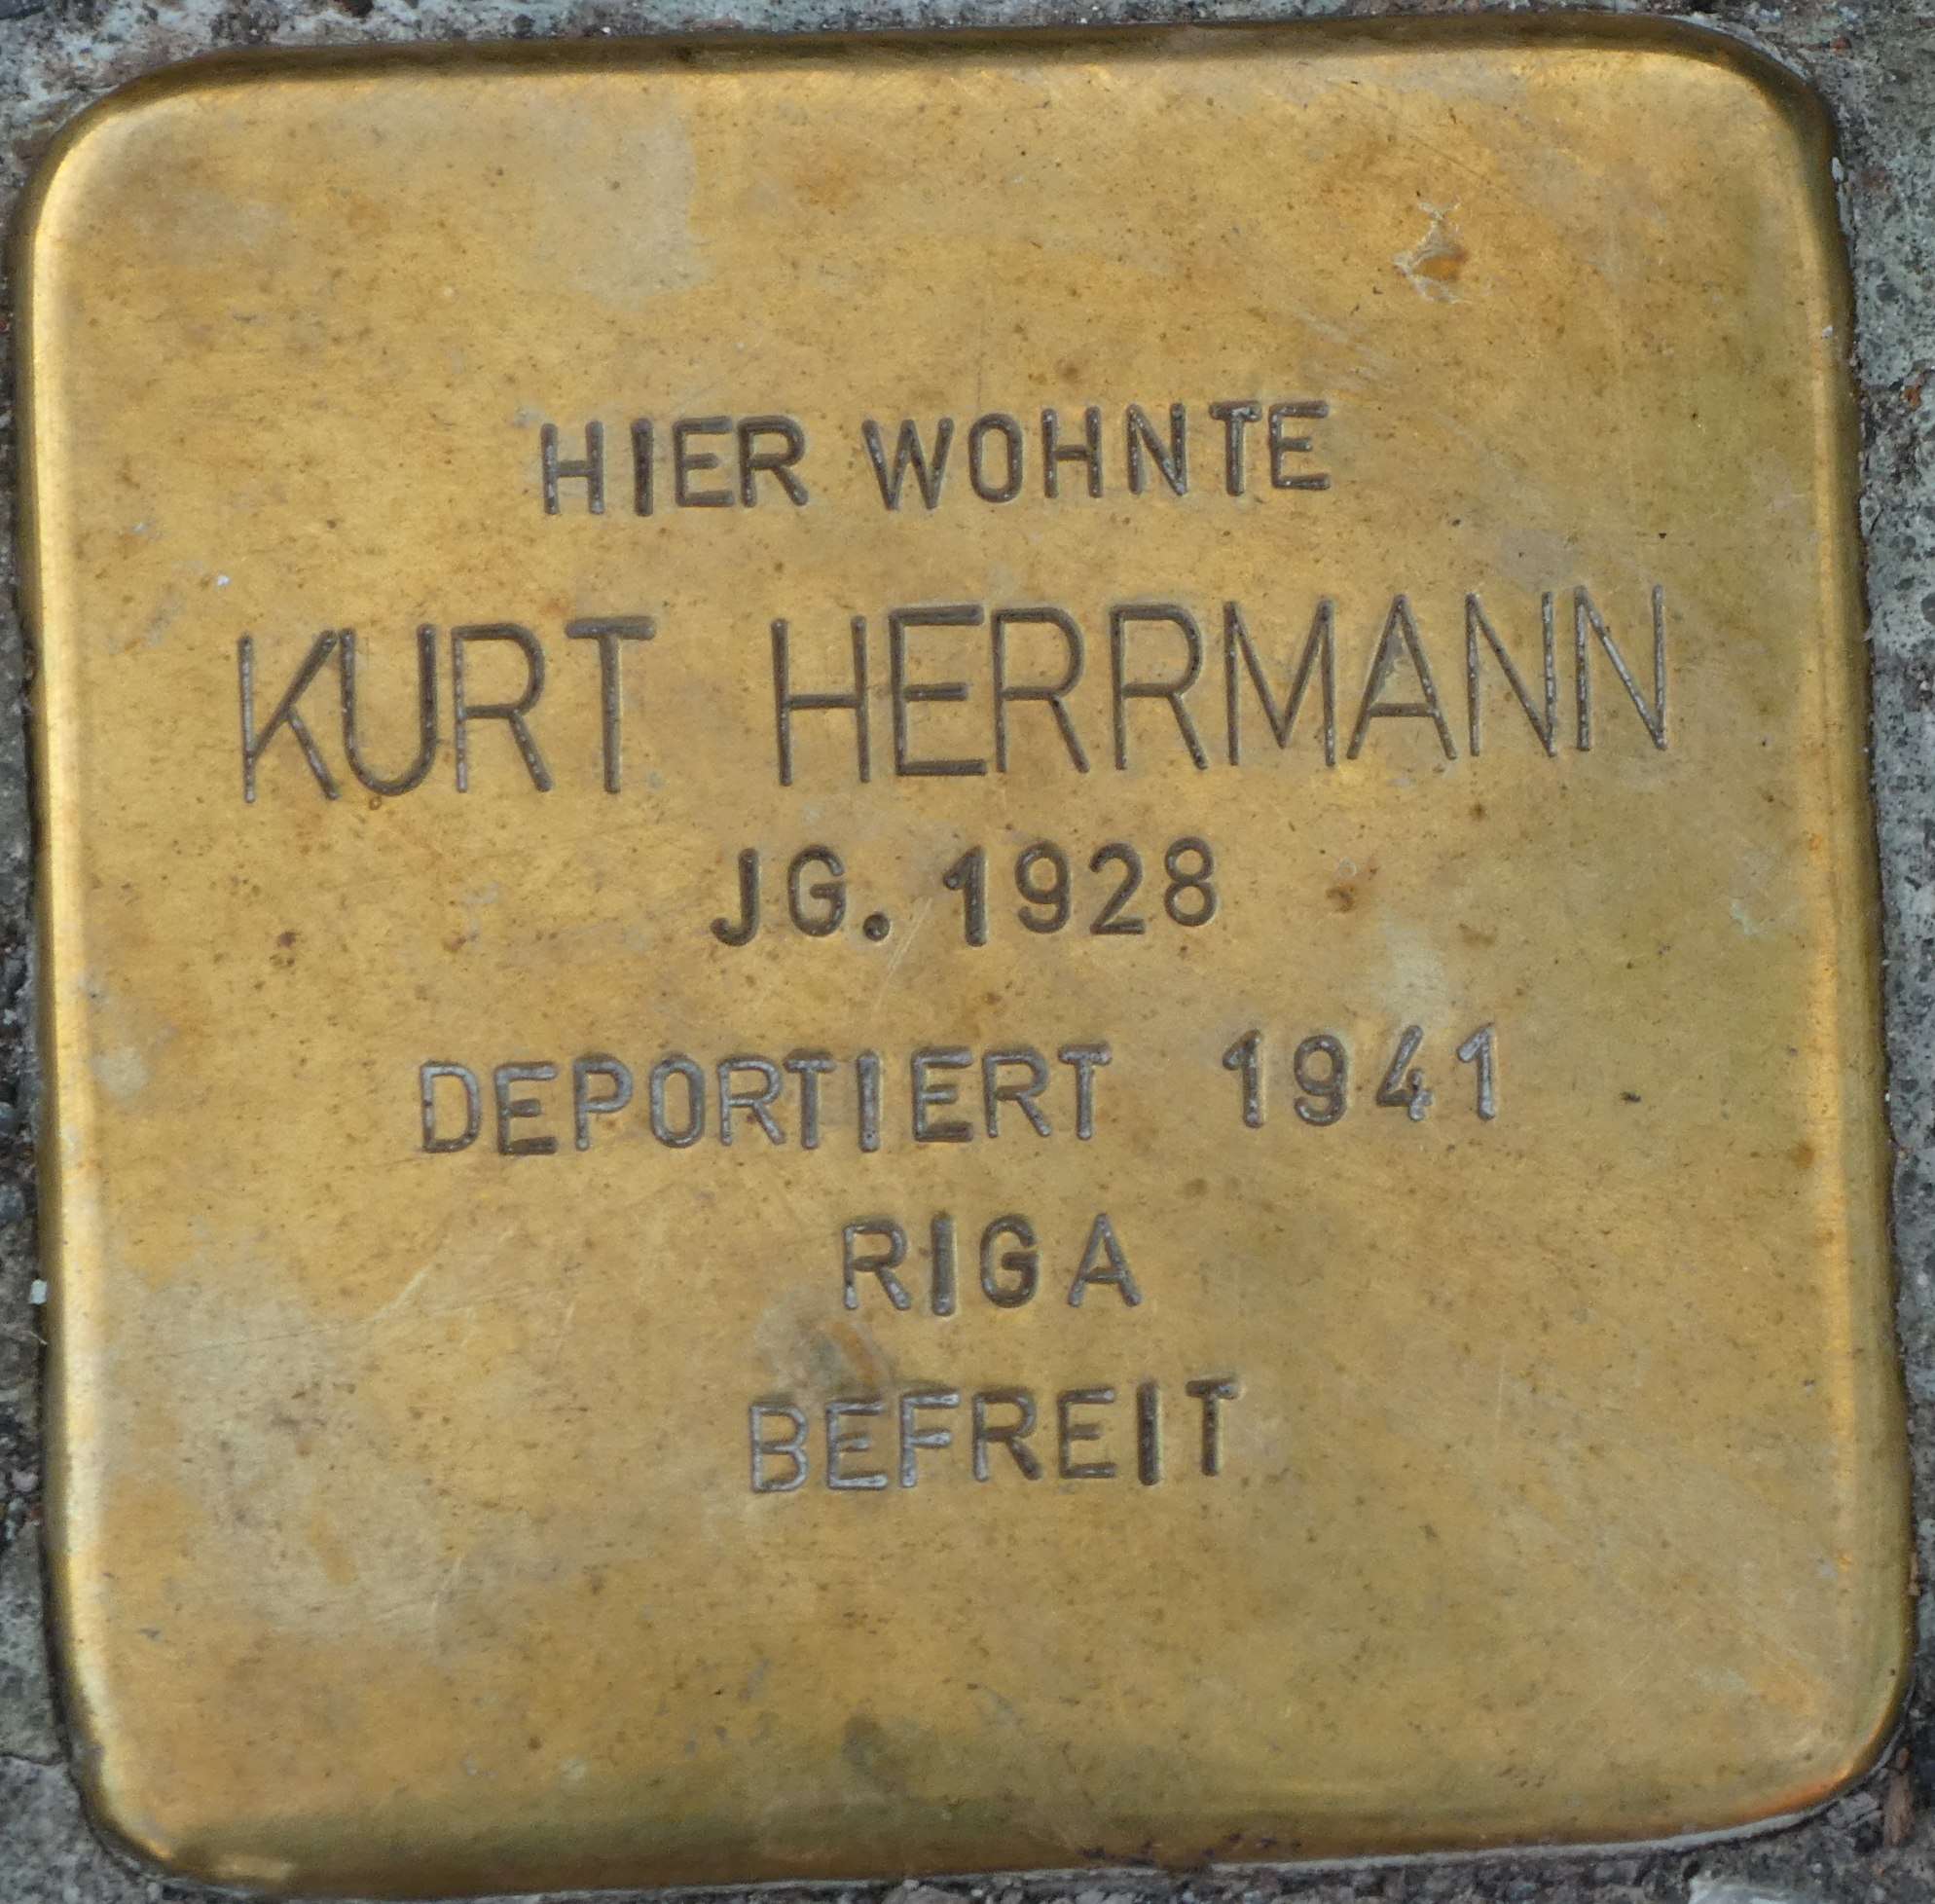 HIER WOHNTE
KURT HERRMANN
JG. 1928
DEPORTIERT 1941
RIGA
BEFREIT